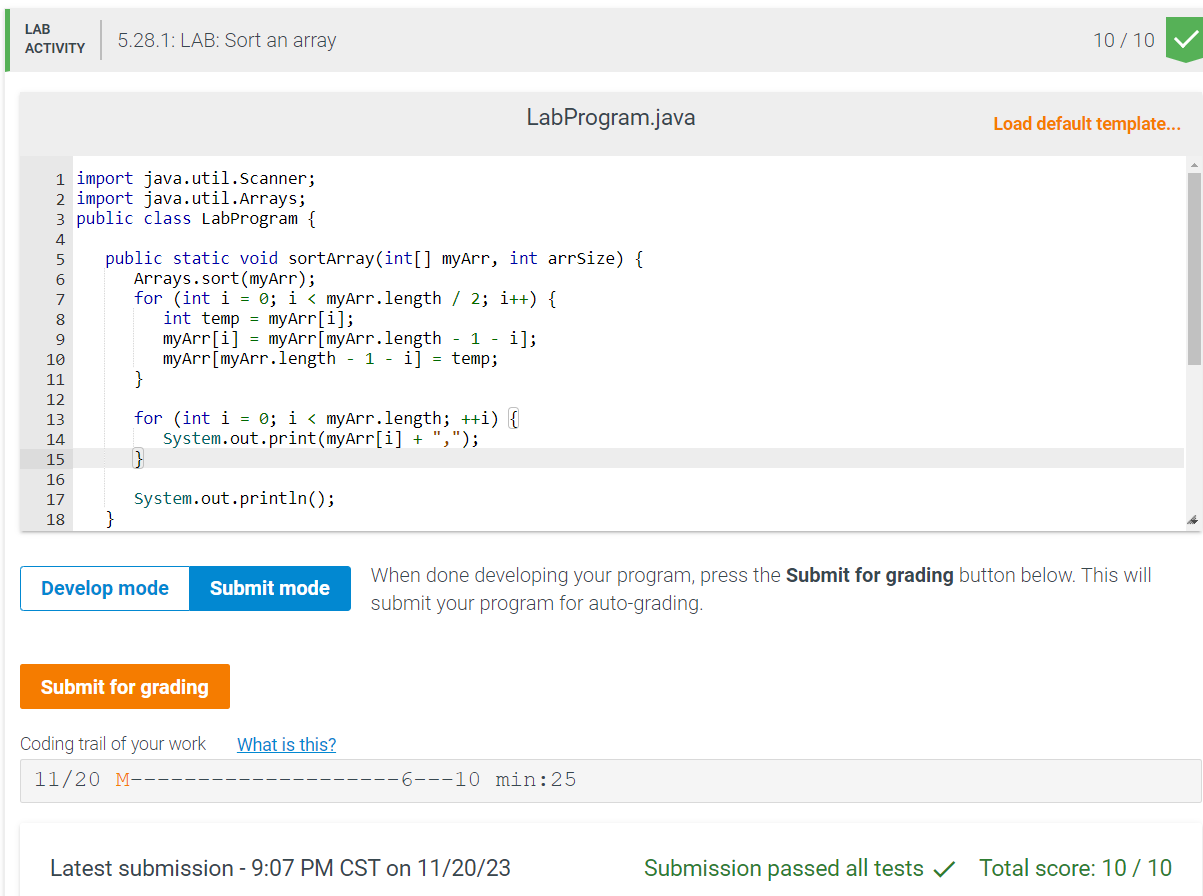 LAB
ACTIVITY
5.28.1: LAB: Sort an array
10 / 10
LabProgram.java
Load default template...
1 import java.util.Scanner;
2 import java.util.Arrays;
3 public class LabProgram {
4
5    public static void sortArray(int[] myArr, int arrSize) {
6       Arrays.sort(myArr);
7       for (int i = 0; i < myArr.length / 2; i++) {
8          int temp = myArr[i];
9          myArr[i] = myArr[myArr.length - 1 - i];
10          myArr[myArr.length - 1 - i] = temp;
11       }
12
13       for (int i = 0; i < myArr.length; ++i) {
14          System.out.print(myArr[i] + ",");
15       }
16
17       System.out.println();
18    }
Develop mode
Submit mode
When done developing your program, press the Submit for grading button below. This will
submit your program for auto-grading.
Submit for grading
Coding trail of your work
What is this?
11/20 M--------------------6---10 min:25
Latest submission - 9:07 PM CST on 11/20/23
Submission passed all tests ✓
Total score: 10 / 10